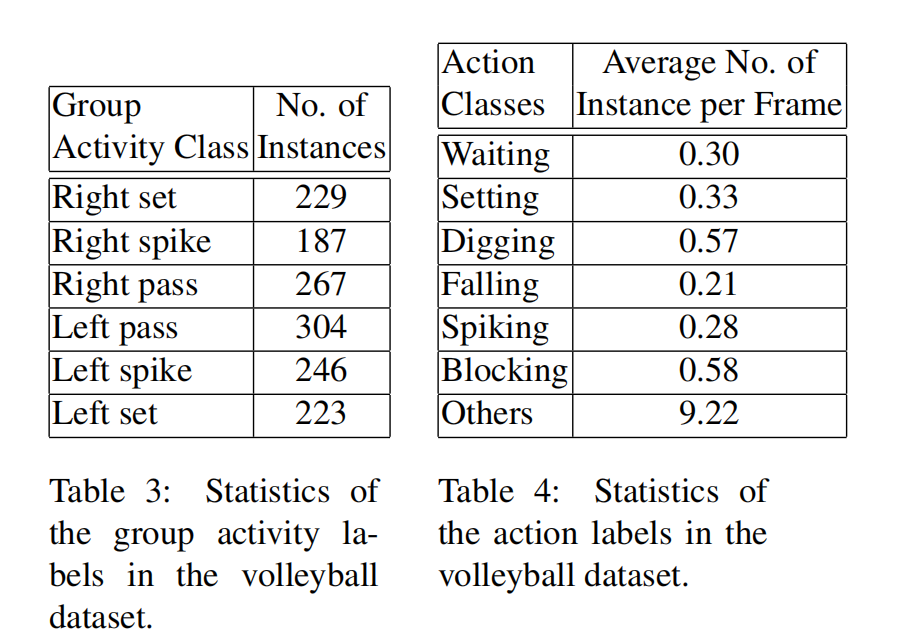 Group No. of
Activity Class Instances
Right set 229
Right spike 187
Right pass 267
Left pass 304
Left spike 246
Left set 223
Table 3: Statistics of
the group activity la-
bels in the volleyball
dataset.
Action Average No. of
Classes Instance per Frame
Waiting 0.30
Setting 0.33
Digging 0.57
Falling 0.21
Spiking 0.28
Blocking 0.58
Others 9.22
Table 4: Statistics of
the action labels in the
volleyball dataset.